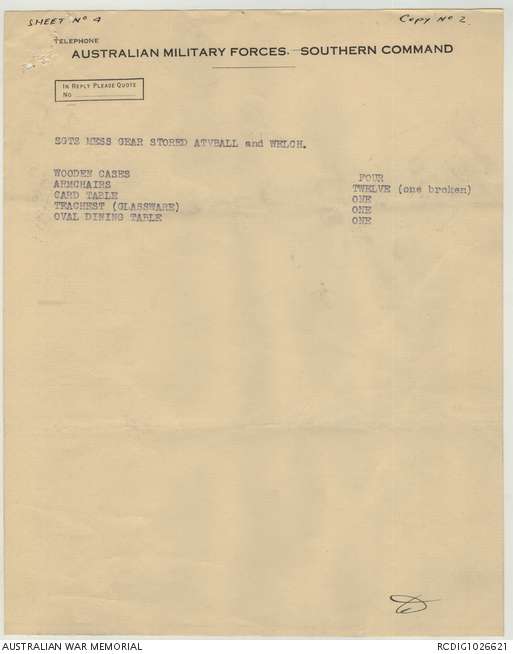 SHEET No 4
Copy No 2
TELEPHONE
AUSTRALIAN MILITARY FORCES.—SOUTHERN COMMAND
IN REPLY PLEASE QUOTE
No
SGTS MESS GEAR STORED ATVBALL and WELCH.
WOODEN CASES FOUR
ARMCHAIRS TWELVE (one broken)
CARD TABLE ONE
TEACHEST (GLASSWARE) ONE
OVAL DINING TABLE ONE
AUSTRALIAN WAR MEMORIAL
RCDIG1026621